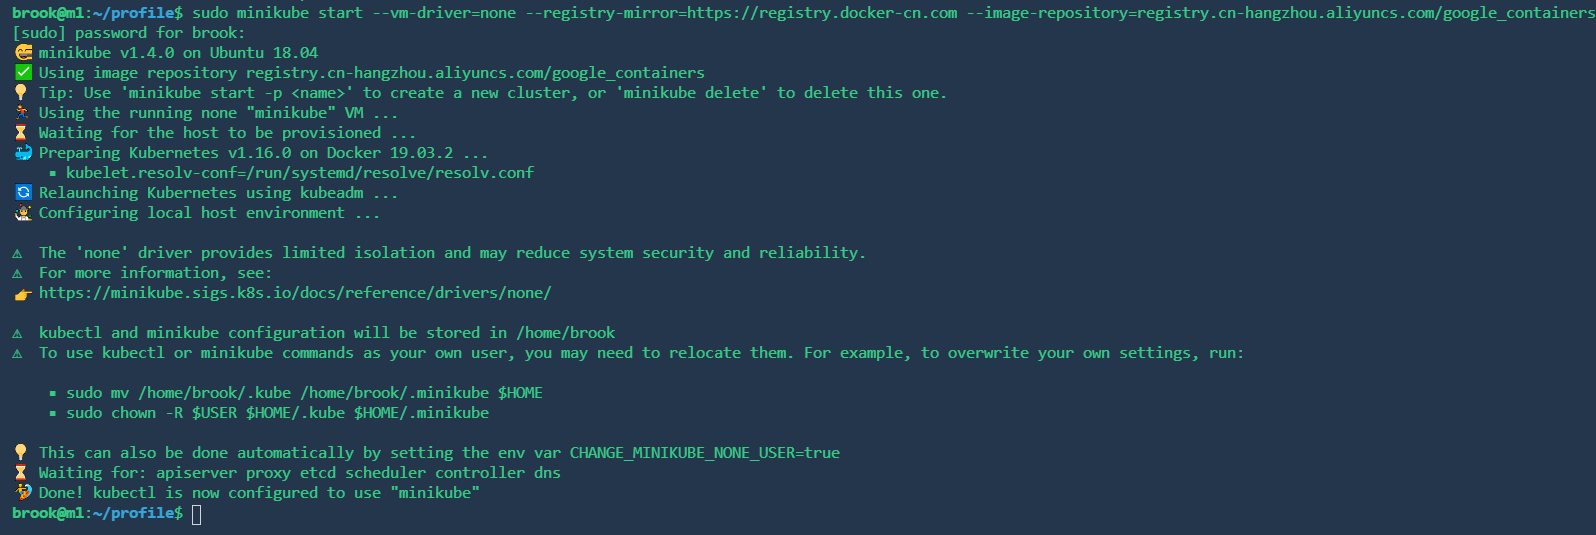 brook@m1:~/profile$ sudo minikube start --vm-driver=none --registry-mirror=https://registry.docker-cn.com --image-repository=registry.cn-hangzhou.aliyuncs.com/google_containers
[sudo] password for brook:
😄 minikube v1.4.0 on Ubuntu 18.04
✅ Using image repository registry.cn-hangzhou.aliyuncs.com/google_containers
💡 Tip: Use 'minikube start -p <name>' to create a new cluster, or 'minikube delete' to delete this one.
🏃 Using the running none "minikube" VM ...
⌛ Waiting for the host to be provisioned ...
🐳 Preparing Kubernetes v1.16.0 on Docker 19.03.2 ...
▪ kubelet.resolv-conf=/run/systemd/resolve/resolv.conf
🔄 Relaunching Kubernetes using kubeadm ...
🤹 Configuring local host environment ...
⚠ The 'none' driver provides limited isolation and may reduce system security and reliability.
⚠ For more information, see:
👉 https://minikube.sigs.k8s.io/docs/reference/drivers/none/
⚠ kubectl and minikube configuration will be stored in /home/brook
⚠ To use kubectl or minikube commands as your own user, you may need to relocate them. For example, to overwrite your own settings, run:
▪ sudo mv /home/brook/.kube /home/brook/.minikube $HOME
▪ sudo chown -R $USER $HOME/.kube $HOME/.minikube
💡 This can also be done automatically by setting the env var CHANGE_MINIKUBE_NONE_USER=true
⌛ Waiting for: apiserver proxy etcd scheduler controller dns
🏄 Done! kubectl is now configured to use "minikube"
brook@m1:~/profile$